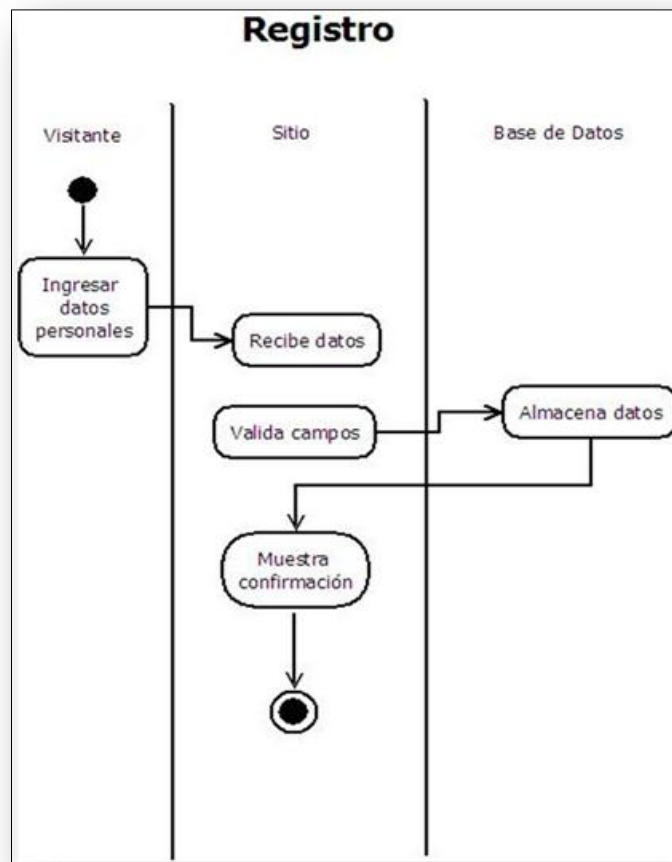 Registro
Visitante
Sitio
Base de Datos
Ingresar
datos
personales
Recibe datos
Valida campos
Almacena datos
Muestra
confirmación